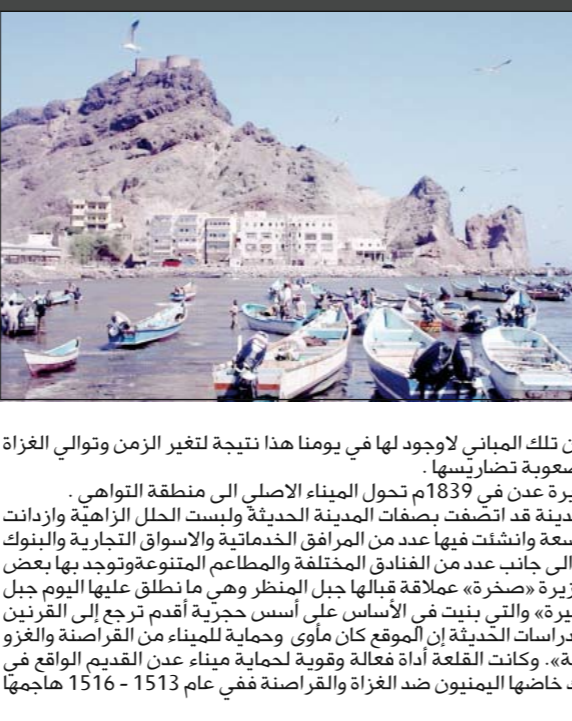 ن تلك المباني لاوجود لها في يومنا هذا نتيجة لتغير الزمن وتوالي الغزاة
صعوبة تضاريسها .
يرة عدن في 1839م تحول الميناء الاصلي الى منطقة التواهي .
دينة قد اتصفت بصفات المدينة الحديثة ولبست الحلل الزاهية وازدانت
سعة وانشئت فيها عدد من المرافق الخدماتية والاسواق التجارية والبنوك
الى جانب عدد من الفنادق المختلفة والمطاعم المتنوعةوتوجد بها بعض
زيرة «صخرة» عملاقة قبالها جبل المنظر وهي ما نطلق عليها اليوم جبل
يرة» والتي بنيت في الأساس على أسس حجرية أقدم ترجع إلى القرنين
دراسات الحديثة إن الموقع كان مأوى وحماية للميناء من القراصنة والغزو
ة». وكانت القلعة أداة فعالة وقوية لحماية ميناء عدن القديم الواقع في
ك خاضها اليمنيون ضد الغزاة والقراصنة ففي عام 1513 - 1516 هاجمها